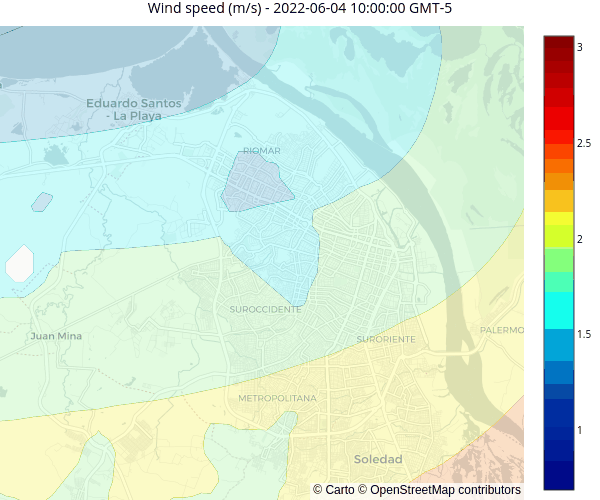 Wind speed (m/s) - 2022-06-04 10:00:00 GMT-5
3
Eduardo Santos
- La Playa
2.5
RIOMAR
2
SUROCCIDENTE
1.5
Juan Mina
SURORIENTE
PALERMO
METROPOLITANA
1
Soledad
© Carto © OpenStreetMap contributors